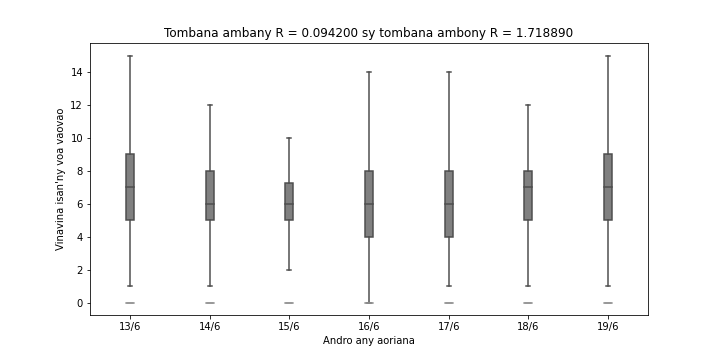 Tombana ambany R = 0.094200 sy tombana ambony R = 1.718890
Vinavina isan'ny voa vaovao
14
12
10
8
6
4
2
0
13/6 14/6 15/6 16/6 17/6 18/6 19/6
Andro any aoriana